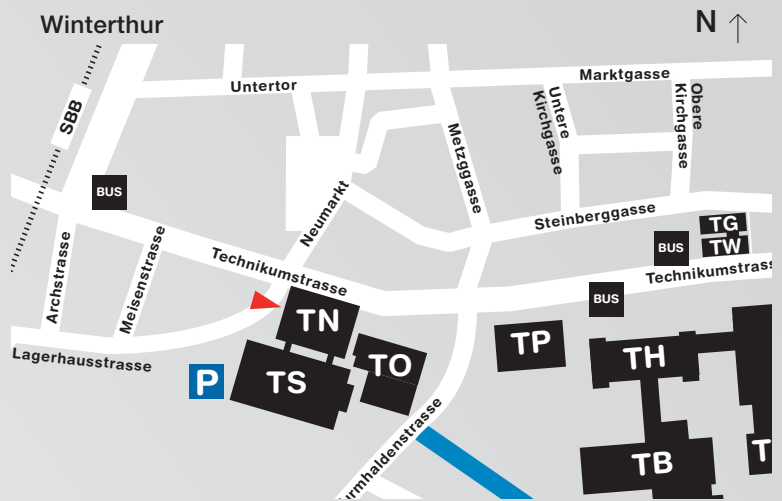 Winterthur
N
SBB
Untertor
Marktgasse
Untere
Kirchgasse
Obere
Kirchgasse
Metzggasse
BUS
Neumarkt
Steinberggasse
TG
TW
BUS
Archstrasse
Meisenstrasse
Technikumstrasse
Technikumstrass
BUS
TN
TP
TH
TO
TS
P
Lagerhausstrasse
urmhaldenstrasse
TB
T